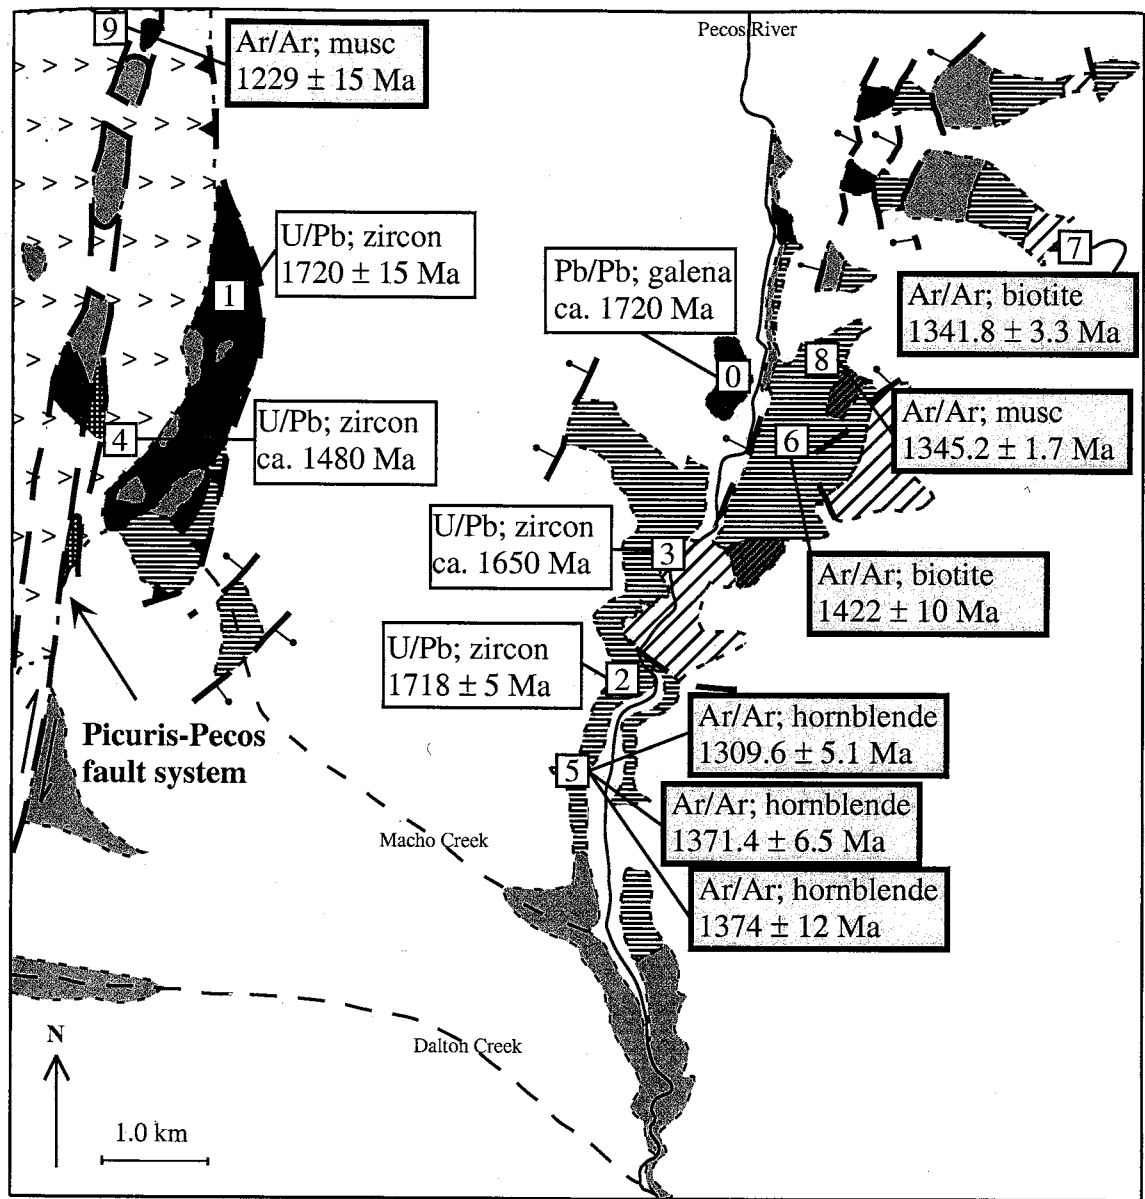 Pecos River
9
Ar/Ar; musc
1229 ± 15 Ma
U/Pb; zircon
1720 ± 15 Ma
1
Pb/Pb; galena
ca. 1720 Ma
0
7
Ar/Ar; biotite
1341.8 ± 3.3 Ma
8
Ar/Ar; musc
1345.2 ± 1.7 Ma
4
U/Pb; zircon
ca. 1480 Ma
6
U/Pb; zircon
ca. 1650 Ma
3
Ar/Ar; biotite
1422 ± 10 Ma
U/Pb; zircon
1718 ± 5 Ma
2
Picuris-Pecos
fault system
Ar/Ar; hornblende
1309.6 ± 5.1 Ma
5
Ar/Ar; hornblende
1371.4 ± 6.5 Ma
Ar/Ar; hornblende
1374 ± 12 Ma
Macho Creek
Dalton Creek
N
1.0 km